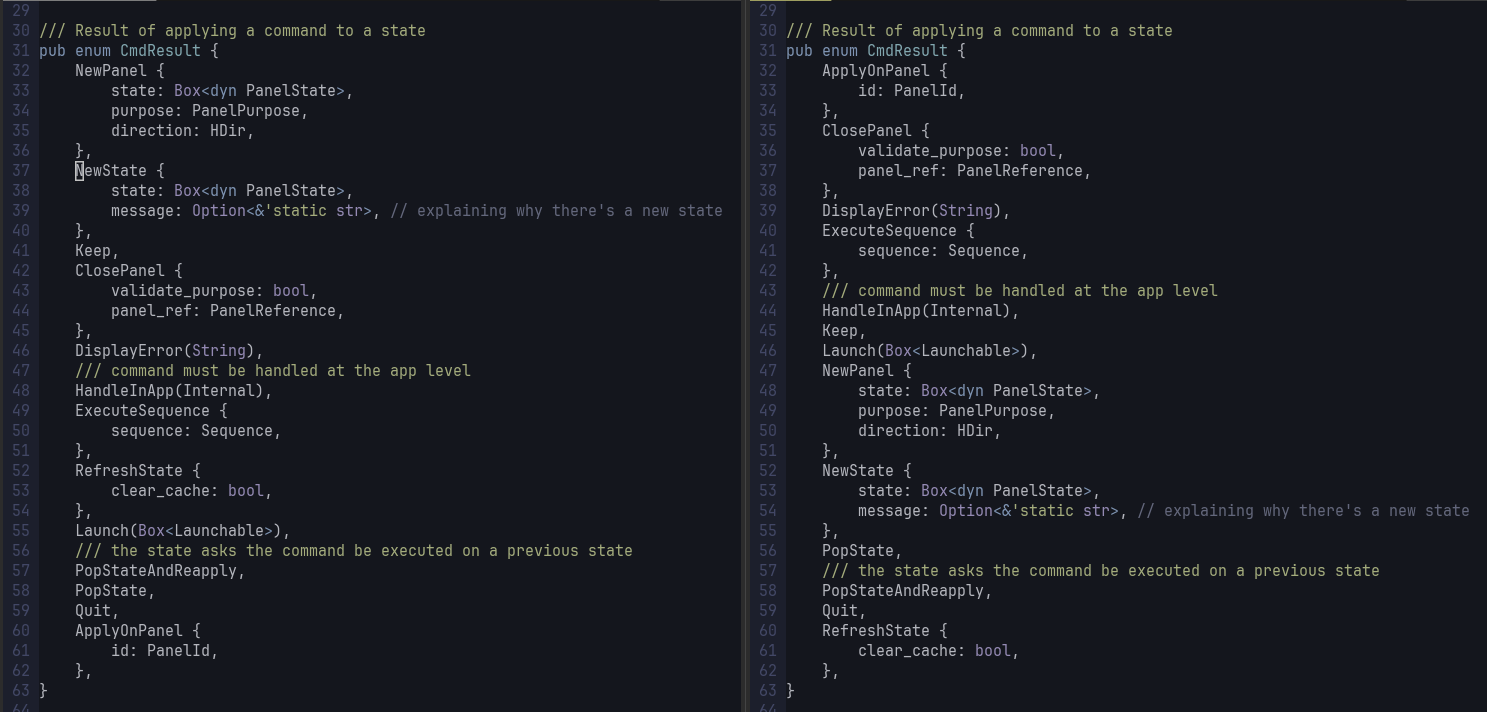 29
30 /// Result of applying a command to a state
31 pub enum CmdResult {
32     NewPanel {
33         state: Box<dyn PanelState>,
34         purpose: PanelPurpose,
35         direction: HDir,
36     },
37     NewState {
38         state: Box<dyn PanelState>,
39         message: Option<&'static str>, // explaining why there's a new state
40     },
41     Keep,
42     ClosePanel {
43         validate_purpose: bool,
44         panel_ref: PanelReference,
45     },
46     DisplayError(String),
47     /// command must be handled at the app level
48     HandleInApp(Internal),
49     ExecuteSequence {
50         sequence: Sequence,
51     },
52     RefreshState {
53         clear_cache: bool,
54     },
55     Launch(Box<Launchable>),
56     /// the state asks the command be executed on a previous state
57     PopStateAndReapply,
58     PopState,
59     Quit,
60     ApplyOnPanel {
61         id: PanelId,
62     },
63 }
64
29
30 /// Result of applying a command to a state
31 pub enum CmdResult {
32     ApplyOnPanel {
33         id: PanelId,
34     },
35     ClosePanel {
36         validate_purpose: bool,
37         panel_ref: PanelReference,
38     },
39     DisplayError(String),
40     ExecuteSequence {
41         sequence: Sequence,
42     },
43     /// command must be handled at the app level
44     HandleInApp(Internal),
45     Keep,
46     Launch(Box<Launchable>),
47     NewPanel {
48         state: Box<dyn PanelState>,
49         purpose: PanelPurpose,
50         direction: HDir,
51     },
52     NewState {
53         state: Box<dyn PanelState>,
54         message: Option<&'static str>, // explaining why there's a new state
55     },
56     PopState,
57     /// the state asks the command be executed on a previous state
58     PopStateAndReapply,
59     Quit,
60     RefreshState {
61         clear_cache: bool,
62     },
63 }
64